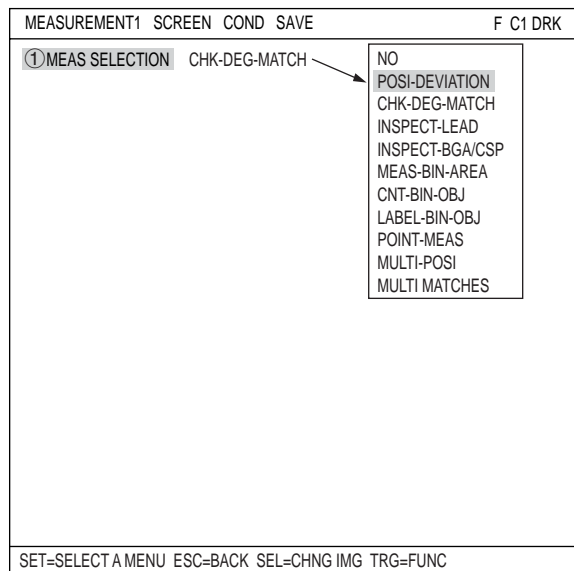 MEASUREMENT1 SCREEN COND SAVE F C1 DRK
①MEAS SELECTION CHK-DEG-MATCH
NO
POSI-DEVIATION
CHK-DEG-MATCH
INSPECT-LEAD
INSPECT-BGA/CSP
MEAS-BIN-AREA
CNT-BIN-OBJ
LABEL-BIN-OBJ
POINT-MEAS
MULTI-POSI
MULTI MATCHES
SET=SELECT A MENU ESC=BACK SEL=CHNG IMG TRG=FUNC